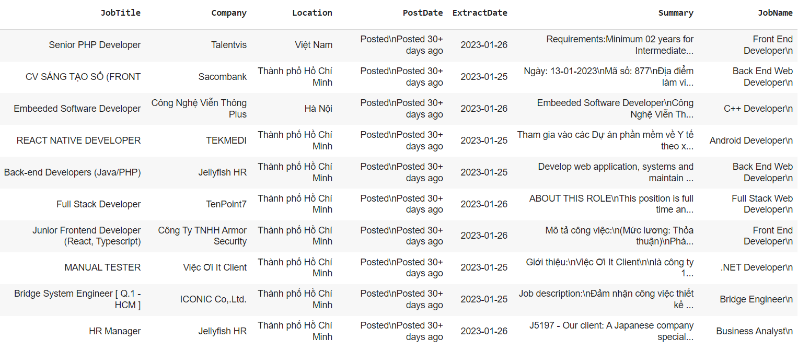 JobTitle Company Location PostDate ExtractDate Summary JobName
Senior PHP Developer Talentvis Việt Nam Posted\nPosted 30+ days ago 2023-01-26 Requirements:Minimum 02 years for Intermediate... Front End Developer\n
CV SÁNG TẠO SỐ (FRONT Sacombank Thành phố Hồ Chí Minh Posted\nPosted 30+ days ago 2023-01-25 Ngày: 13-01-2023\nMã số: 877\nĐịa điểm làm vi... Back End Web Developer\n
Embeeded Software Developer Công Nghệ Viễn Thông Plus Hà Nội Posted\nPosted 30+ days ago 2023-01-26 Embeeded Software Developer\nCông Nghệ Viễn Th... C++ Developer\n
REACT NATIVE DEVELOPER TEKMEDI Thành phố Hồ Chí Minh Posted\nPosted 30+ days ago 2023-01-25 Tham gia vào các Dự án phần mềm về Y tế theo x... Android Developer\n
Back-end Developers (Java/PHP) Jellyfish HR Thành phố Hồ Chí Minh Posted\nPosted 30+ days ago 2023-01-25 Develop web application, systems and maintain ... Back End Web Developer\n
Full Stack Developer TenPoint7 Thành phố Hồ Chí Minh Posted\nPosted 30+ days ago 2023-01-26 ABOUT THIS ROLE\nThis position is full time an... Full Stack Web Developer\n
Junior Frontend Developer (React, Typescript) Công Ty TNHH Armor Security Thành phố Hồ Chí Minh Posted\nPosted 30+ days ago 2023-01-26 Mô tả công việc:\n(Mức lương: Thỏa thuận)\nPhá... Front End Developer\n
MANUAL TESTER Việc Ơi It Client Thành phố Hồ Chí Minh Posted\nPosted 30+ days ago 2023-01-25 Giới thiệu:\nViệc Ơi It Client\n\nlà công ty 1... .NET Developer\n
Bridge System Engineer [ Q.1 - HCM ] ICONIC Co,.Ltd. Thành phố Hồ Chí Minh Posted\nPosted 30+ days ago 2023-01-25 Job description:\nĐảm nhận công việc thiết kế ... Bridge Engineer\n
HR Manager Jellyfish HR Thành phố Hồ Chí Minh Posted\nPosted 30+ days ago 2023-01-26 J5197 - Our client: A Japanese company special... Business Analyst\n